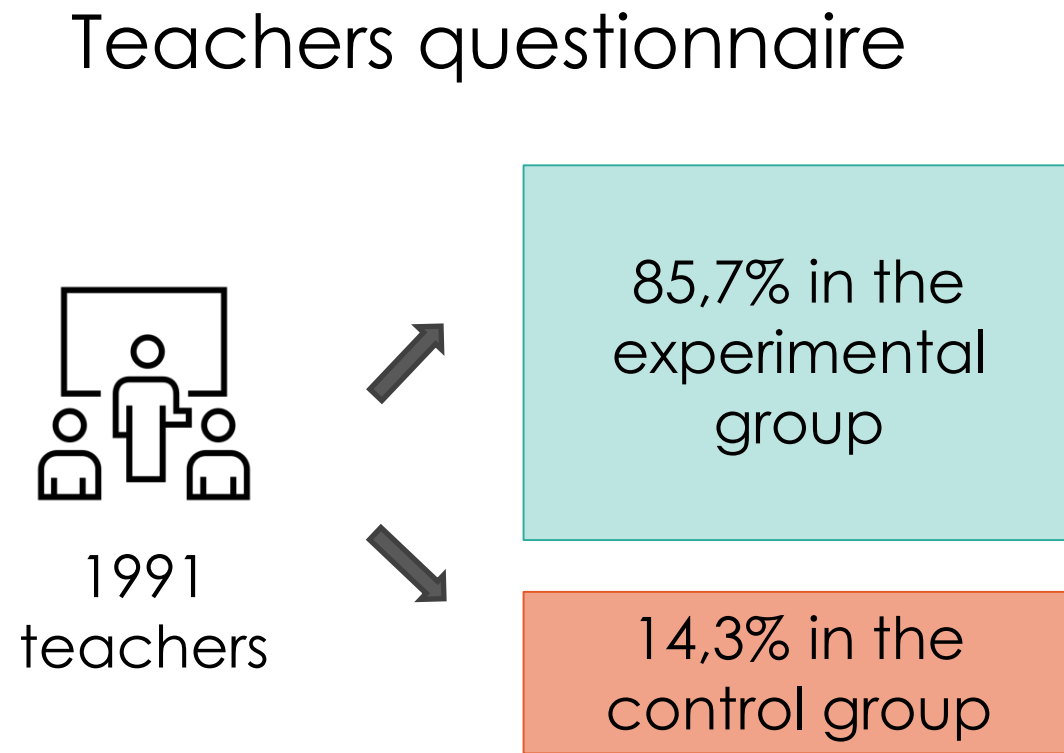 Teachers questionnaire
1991
teachers
85,7% in the
experimental
group
14,3% in the
control group